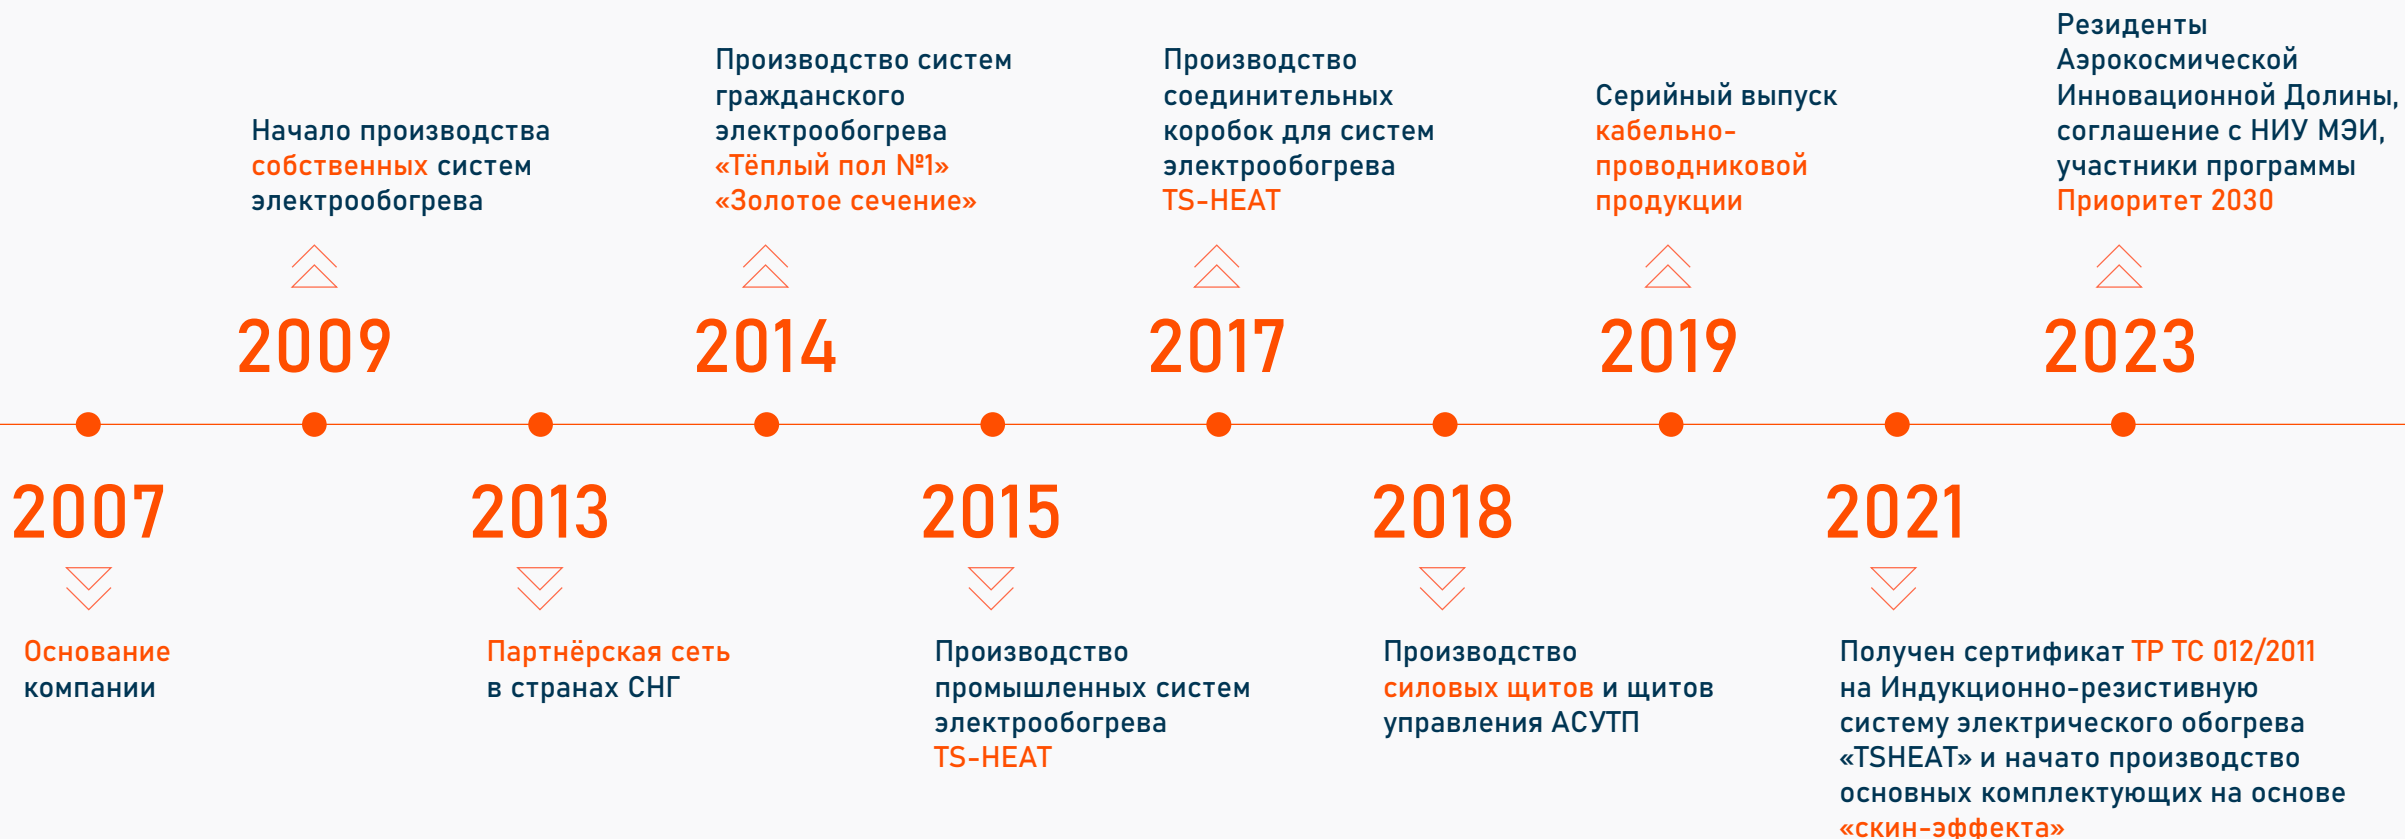 2007
Основание
компании
Начало производства
собственных систем
электрообогрева
2009
2013
Партнёрская сеть
в странах СНГ
Производство систем
гражданского
электрообогрева
«Тёплый пол №1»
«Золотое сечение»
2014
2015
Производство
промышленных систем
электрообогрева
TS-HEAT
Производство
соединительных
коробок для систем
электрообогрева
TS-HEAT
2017
2018
Производство
силовых щитов и щитов
управления АСУТП
Серийный выпуск
кабельно-
проводниковой
продукции
2019
2021
Получен сертификат ТР ТС 012/2011
на Индукционно-резистивную
систему электрического обогрева
«TSHEAT» и начато производство
основных комплектующих на основе
«скин-эффекта»
Резиденты
Аэрокосмической
Инновационной Долины,
соглашение с НИУ МЭИ,
участники программы
Приоритет 2030
2023